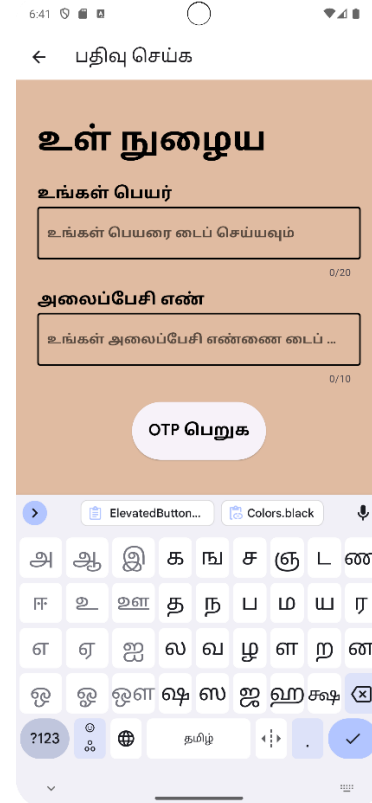 6:41
பதிவு செய்க
உள் நுழைய
உங்கள் பெயர்
உங்கள் பெயரை டைப் செய்யவும்
0/20
அலைப்பேசி எண்
உங்கள் அலைபேசி எண்ணை டைப் ...
0/10
OTP பெறுக
ElevatedButton... Colors.black
அ ஆ இ க ங ச ஞ ட ண
ஈ உ ஊ த ந ப ம ய ர
எ ஏ ஐ ல வ ழ ள ற ன
ஒ ஓ ஔ ஷ ஸ ஜ ஹ க்ஷ
?123 தமிழ் .